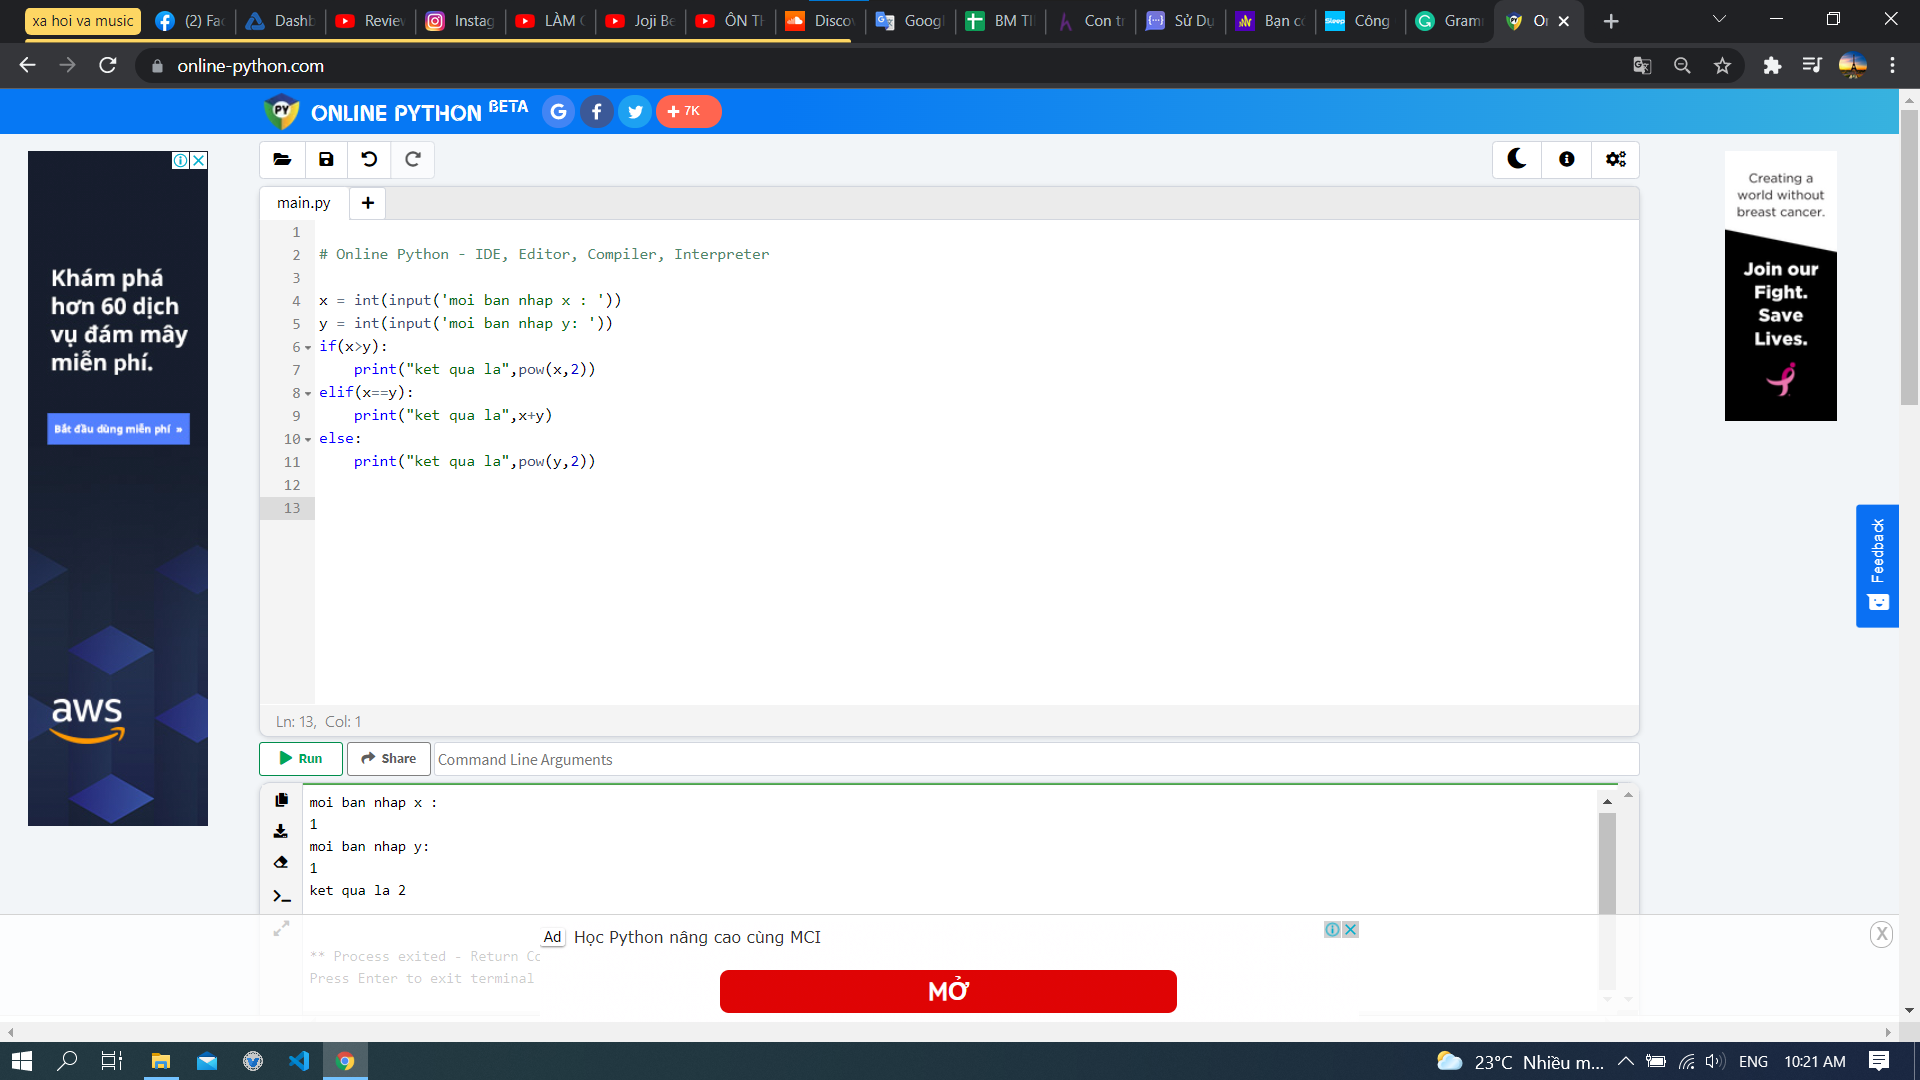 xa hoi va music
(2) Fac
Dashb
Review
Instag
LÀM
Joji Be
ÔN TH
Discov
Googl
BM TI
Con tr
Sử Dụ
Bạn c
Công
Gram
On
online-python.com
PY ONLINE PYTHON BETA
G
f
+ 7K
main.py
+
1
2 # Online Python - IDE, Editor, Compiler, Interpreter
3
4 x = int(input('moi ban nhap x : '))
5 y = int(input('moi ban nhap y: '))
6 if(x>y):
7 print("ket qua la",pow(x,2))
8 elif(x==y):
9 print("ket qua la",x+y)
10 else:
11 print("ket qua la",pow(y,2))
12
13
Ln: 13, Col: 1
Run
Share
Command Line Arguments
moi ban nhap x :
1
moi ban nhap y:
1
ket qua la 2
** Process exited - Return Co
Press Enter to exit terminal
Khám phá
hơn 60 dịch
vụ đám mây
miễn phí.
Bắt đầu dùng miễn phí »
aws
Creating a
world without
breast cancer.
Join our
Fight.
Save
Lives.
Feedback
Ad Học Python nâng cao cùng MCI
MỞ
X
23°C Nhiều m...
ENG
10:21 AM